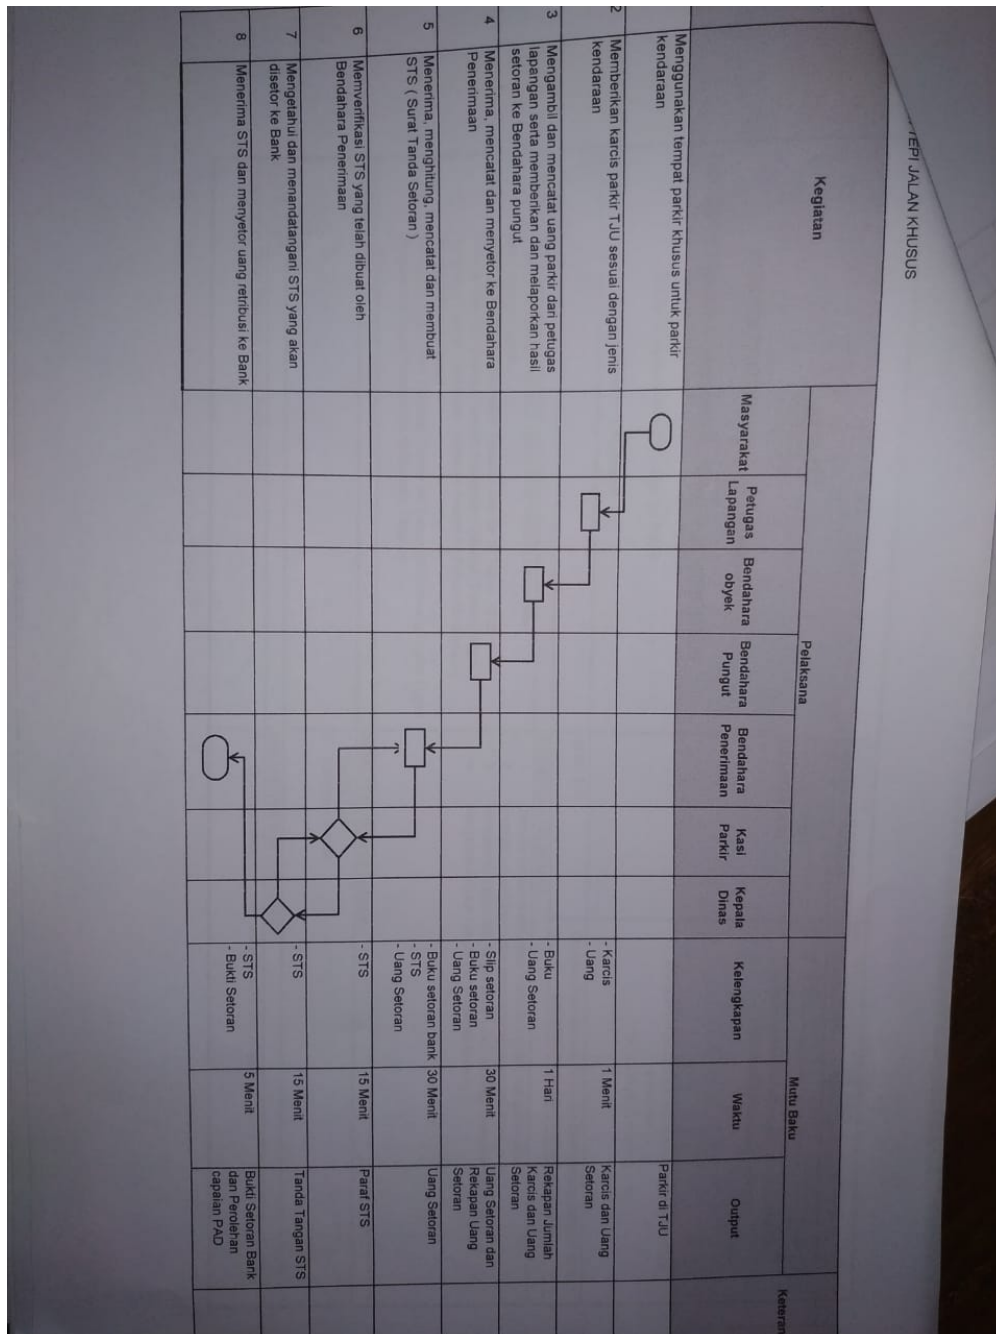 TEPI JALAN KHUSUS
Kegiatan
Pelaksana
Mutu Baku
Masyarakat
Petugas
Lapangan
Bendahara
obyek
Bendahara
Pungut
Bendahara
Penerimaan
Kasi
Parkir
Kepala
Dinas
Kelengkapan
Waktu
Output
Menggunakan tempat parkir khusus untuk parkir
kendaraan
Parkir di TJU
2
Memberikan karcis parkir TJU sesuai dengan jenis
kendaraan
- Karcis
- Uang
1 Menit
Karcis dan Uang
Setoran
3
Mengambil dan mencatat uang parkir dari petugas
lapangan serta memberikan dan melaporkan hasil
setoran ke Bendahara pungut
- Buku
- Uang Setoran
1 Hari
Rekapan Jumlah
Karcis dan Uang
Setoran
4
Menerima, mencatat dan menyetor ke Bendahara
Penerimaan
- Slip setoran
- Buku setoran
- Uang Setoran
30 Menit
Uang Setoran dan
Rekapan Uang
Setoran
5
Menerima, menghitung, mencatat dan membuat
STS ( Surat Tanda Setoran )
- Buku setoran bank
- STS
- Uang Setoran
30 Menit
Uang Setoran
6
Memverifikasi STS yang telah dibuat oleh
Bendahara Penerimaan
- STS
15 Menit
Paraf STS
7
Mengetahui dan menandatangani STS yang akan
disetor ke Bank
- STS
15 Menit
Tanda Tangan STS
8
Menerima STS dan menyetor uang retribusi ke Bank
- STS
- Bukti Setoran
5 Menit
Bukti Setoran Bank
dan Perolehan
capaian PAD